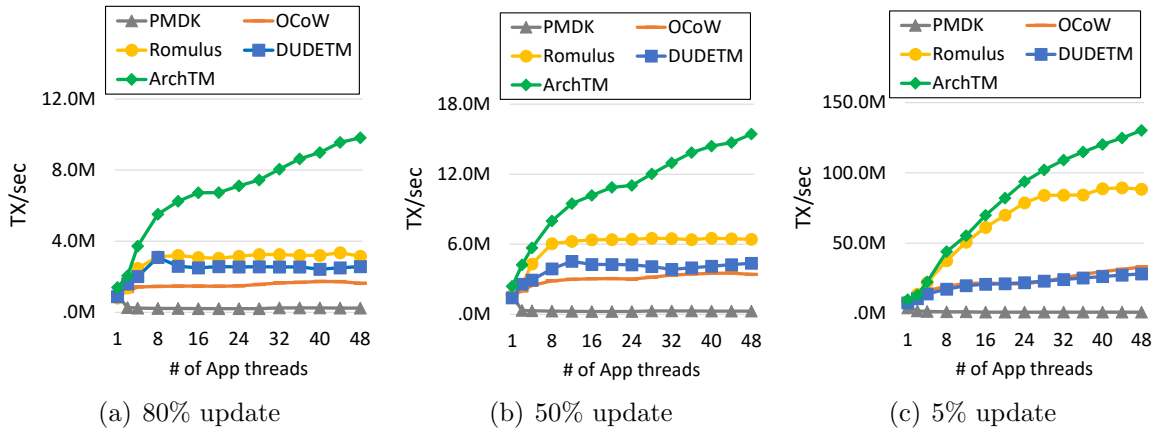 PMDK OCoW
Romulus DUDETM
ArchTM
12.0M
8.0M
4.0M
.0M
TX/sec
1 8 16 24 32 40 48
# of App threads
(a) 80% update
PMDK OCoW
Romulus DUDETM
ArchTM
18.0M
12.0M
6.0M
.0M
TX/sec
1 8 16 24 32 40 48
# of App threads
(b) 50% update
PMDK OCoW
Romulus DUDETM
ArchTM
150.0M
100.0M
50.0M
.0M
TX/sec
1 8 16 24 32 40 48
# of App threads
(c) 5% update